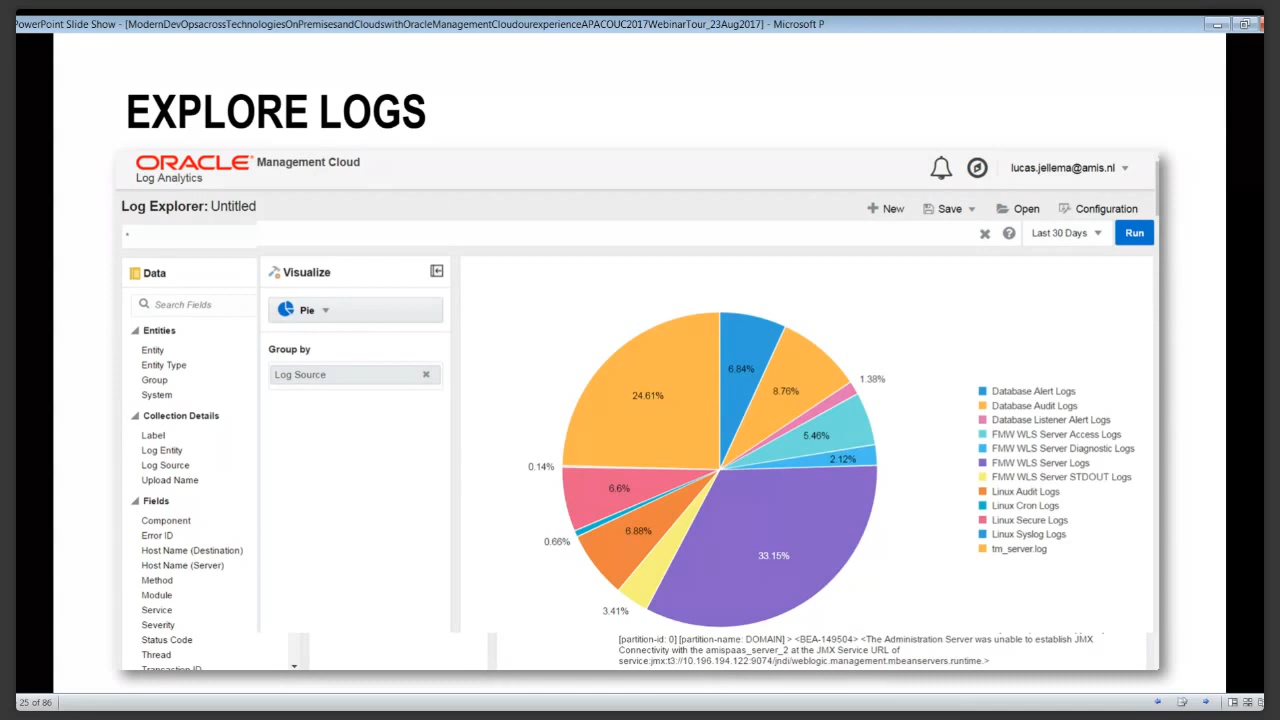 PowerPoint Slide Show - [ModernDevOpsacrossTechnologiesOnPremisesandCloudswithOracleManagementCloudourexperienceAPACOUC2017WebinarTour_23Aug2017] - Microsoft P
EXPLORE LOGS
ORACLE Management Cloud
Log Analytics
lucas.jellema@amis.nl
Log Explorer: Untitled
New Save Open Configuration
*
Last 30 Days Run
Data
Search Fields
Entities
Entity
Entity Type
Group
System
Collection Details
Label
Log Entity
Log Source
Upload Name
Fields
Component
Error ID
Host Name (Destination)
Host Name (Server)
Method
Module
Service
Severity
Status Code
Thread
Transaction ID
Visualize
Pie
Group by
Log Source
6.84%
8.76%
1.38%
5.46%
2.12%
33.15%
3.41%
6.88%
0.66%
6.6%
0.14%
24.61%
Database Alert Logs
Database Audit Logs
Database Listener Alert Logs
FMW WLS Server Access Logs
FMW WLS Server Diagnostic Logs
FMW WLS Server Logs
FMW WLS Server STDOUT Logs
Linux Audit Logs
Linux Cron Logs
Linux Secure Logs
Linux Syslog Logs
tm_server.log
[partition-id: 0] [partition-name: DOMAIN] > <BEA-149504> <The Administration Server was unable to establish JMX
Connectivity with the amispaas_server_2 at the JMX Service URL of
service:jmx:t3://10.196.194.122:9074/jndi/weblogic.management.mbeanservers.runtime.>
25 of 86